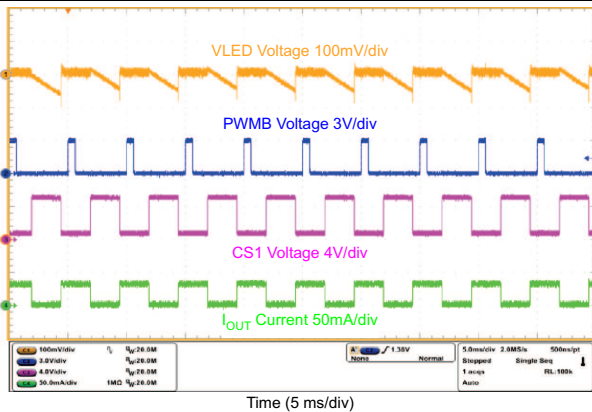 VLED Voltage 100mV/div
PWMB Voltage 3V/div
CS1 Voltage 4V/div
IOUT Current 50mA/div
100mV/div BW:20.0M
3.0V/div BW:20.0M
4.0V/div BW:20.0M
50.0mA/div 1MΩ BW:20.0M
1.38V
None Normal
5.0ms/div 2.0MS/s 500ns/pt
Stopped Single Seq
1 acqs RL:100k
Auto
Time (5 ms/div)